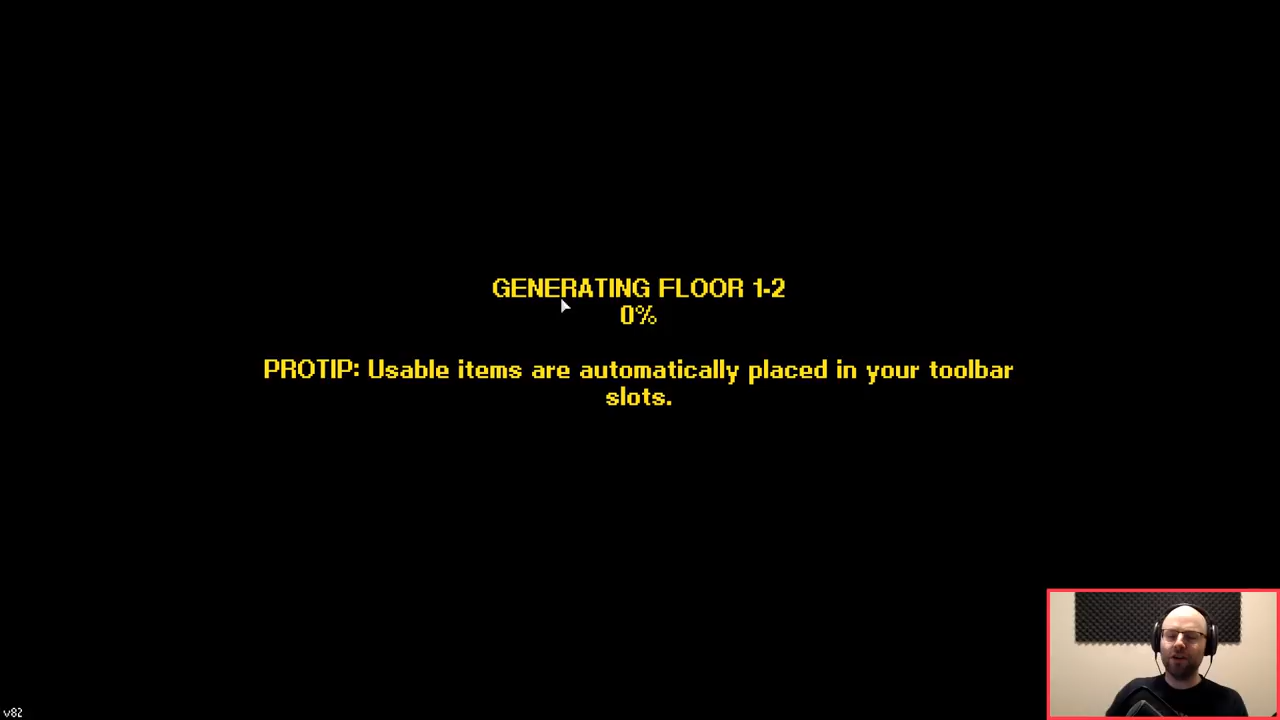 GENERATING FLOOR 1-2
0%
PROTIP: Usable items are automatically placed in your toolbar
slots.
v82